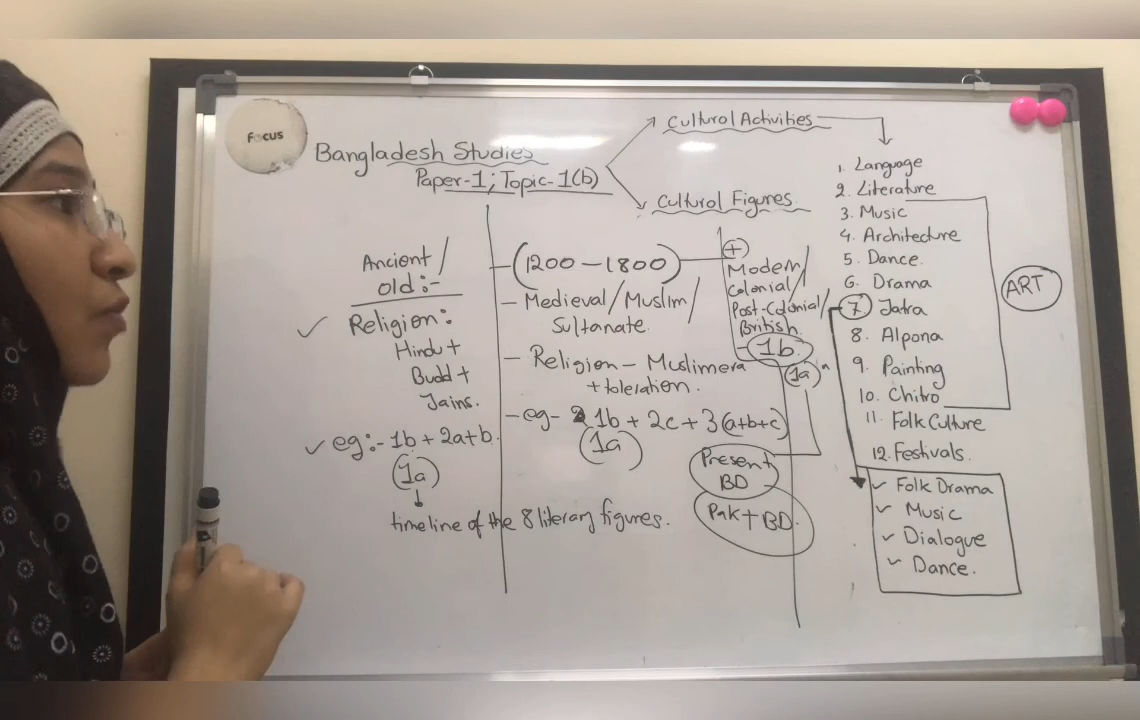 Focus
Bangladesh Studies
Paper-1; Topic-1(b)
Cultural Activities
Cultural Figures
1. Language
2. Literature
3. Music
4. Architecture
5. Dance
6. Drama
7. Jatra
8. Alpona
9. Painting
10. Chitro
11. Folk Culture
12. Festivals.
ART
Folk Drama
Music
Dialogue
Dance.
Ancient/
old:-
Religion:
Hindu +
Budd +
Jains.
eg:- 1b + 2a+b.
1a
timeline of the 8 literary figures.
- (1200 - 1800)
- Medieval/Muslim/
Sultanate.
- Religion - Muslimera
+ toleration.
- eg- 1b + 2c + 3(a+b+c)
(1a)
+
Modern/
Colonial/
Post-Colonial/
British.
- 1b.
1a
Present
BD
Pak + BD.